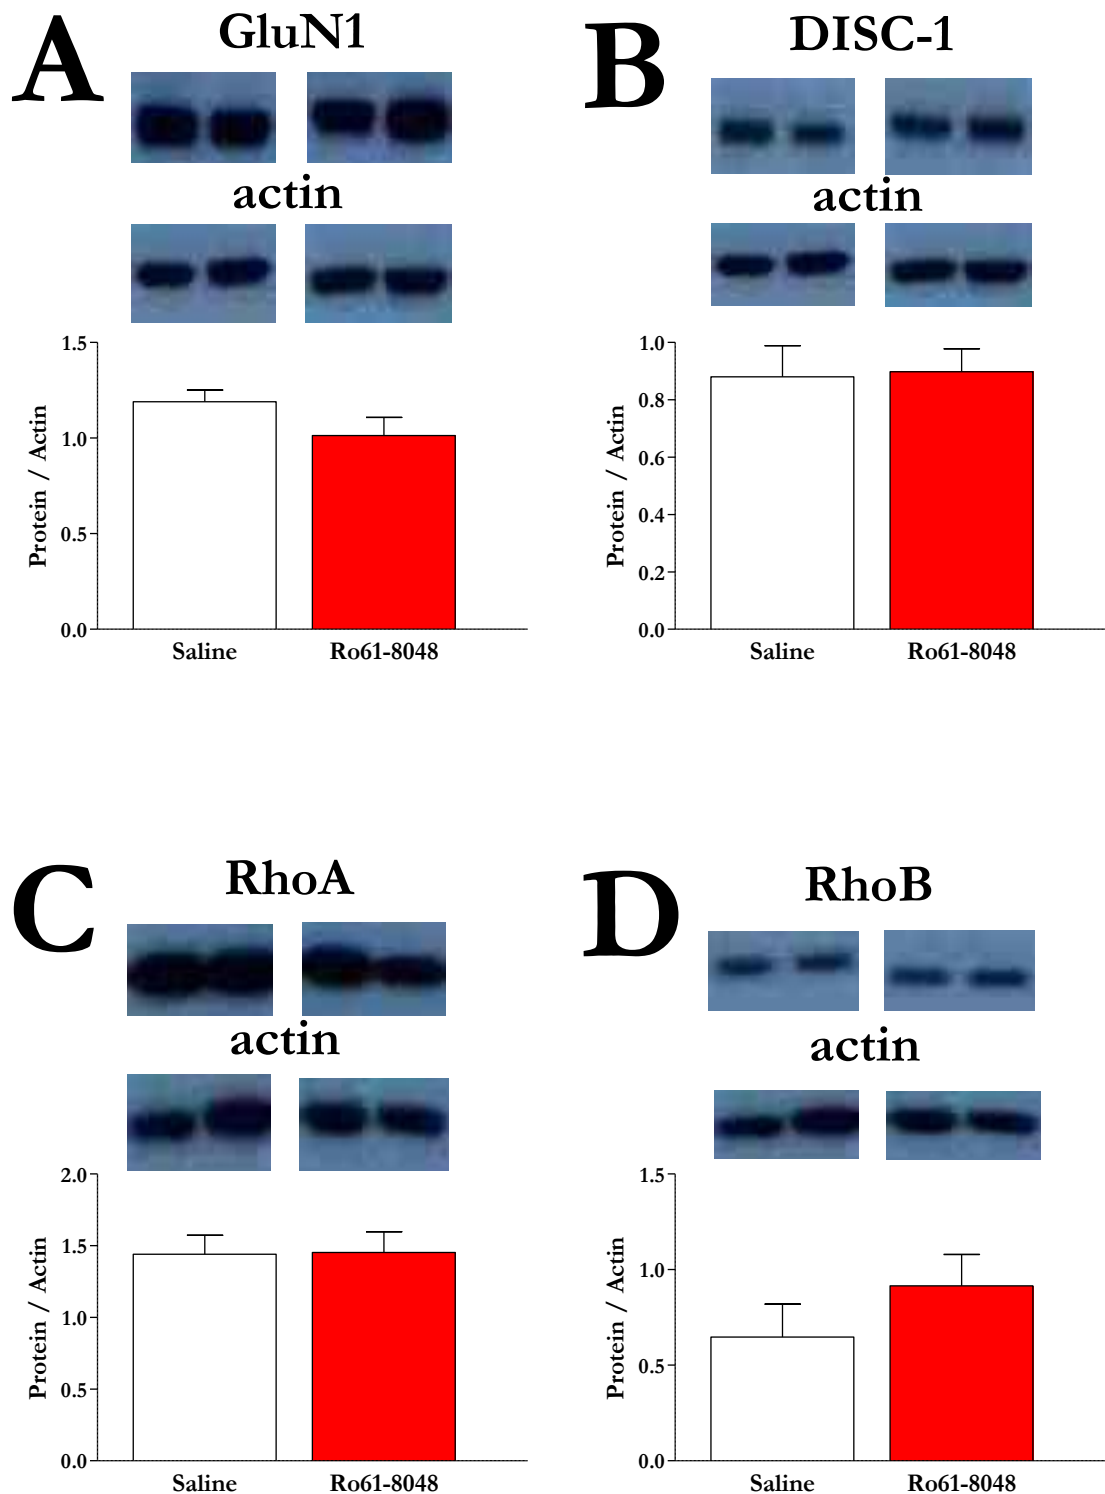 A
GluN1
actin
1.5
1.0
0.5
0.0
Protein / Actin
Saline
Ro61-8048
B
DISC-1
actin
1.0
0.8
0.6
0.4
0.2
0.0
Protein / Actin
Saline
Ro61-8048
C
RhoA
actin
2.0
1.5
1.0
0.5
0.0
Protein / Actin
Saline
Ro61-8048
D
RhoB
actin
1.5
1.0
0.5
0.0
Protein / Actin
Saline
Ro61-8048